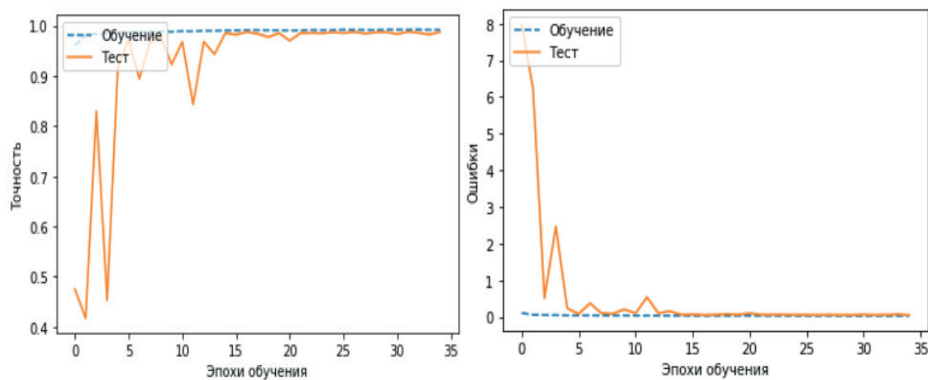 1.0
0.9
0.8
0.7
0.6
0.5
0.4
Точность
Обучение
Тест
0 5 10 15 20 25 30 35
Эпохи обучения
8
7
6
5
4
3
2
1
0
Ошибки
Обучение
Тест
0 5 10 15 20 25 30 35
Эпохи обучения